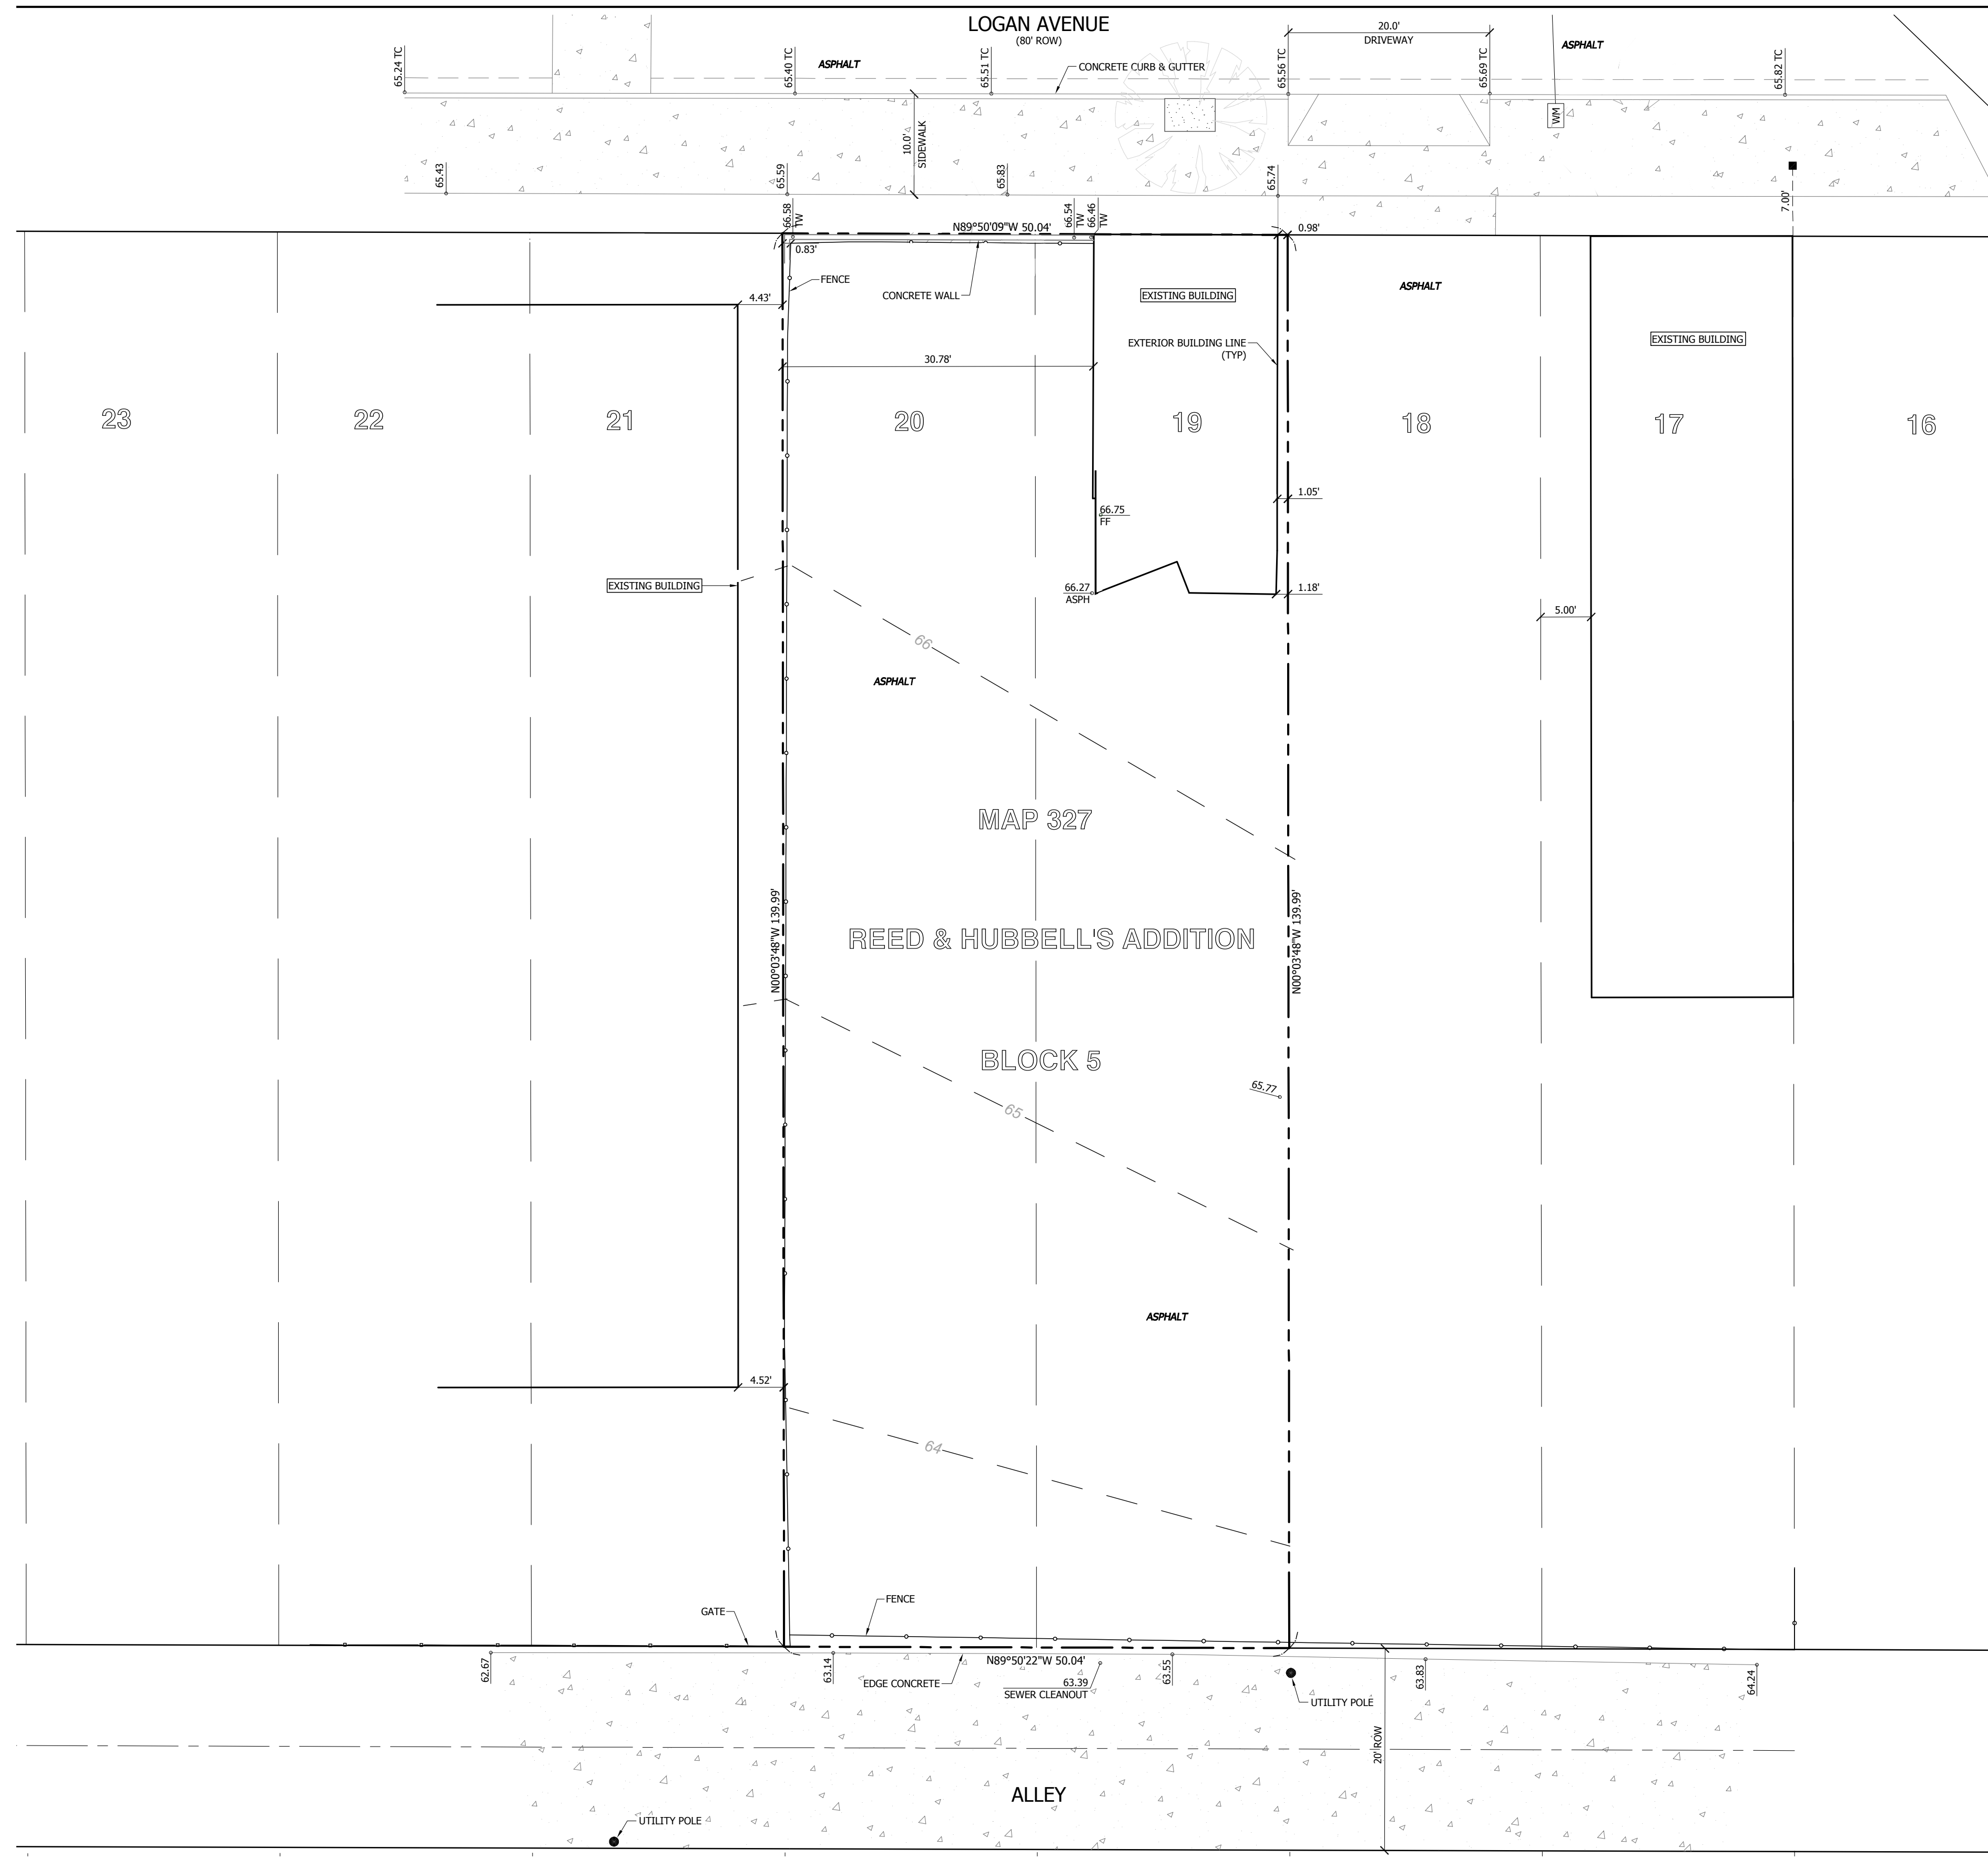 LOGAN AVENUE
(80' ROW)
20.0'
DRIVEWAY
ASPHALT
ASPHALT
65.24 TC
65.40 TC
65.51 TC
CONCRETE CURB & GUTTER
65.56 TC
65.69 TC
65.82 TC
WM
10.0'
SIDEWALK
65.43
65.59
65.83
65.74
7.00'
66.58
TW
66.54
TW
66.46
TW
N89°50'09"W 50.04'
0.98'
0.83'
FENCE
4.43'
CONCRETE WALL
EXISTING BUILDING
ASPHALT
EXISTING BUILDING
EXTERIOR BUILDING LINE
(TYP)
30.78'
23
22
21
20
19
18
17
16
1.05'
66.75
FF
EXISTING BUILDING
66.27
ASPH
1.18'
5.00'
66
ASPHALT
MAP 327
N00°03'48"W 139.99'
N00°03'48"W 139.99'
REED & HUBBELL'S ADDITION
BLOCK 5
65.77
65
ASPHALT
4.52'
64
FENCE
GATE
N89°50'22"W 50.04'
62.67
63.14
EDGE CONCRETE
63.39
SEWER CLEANOUT
63.55
63.83
64.24
UTILITY POLE
20' ROW
ALLEY
UTILITY POLE